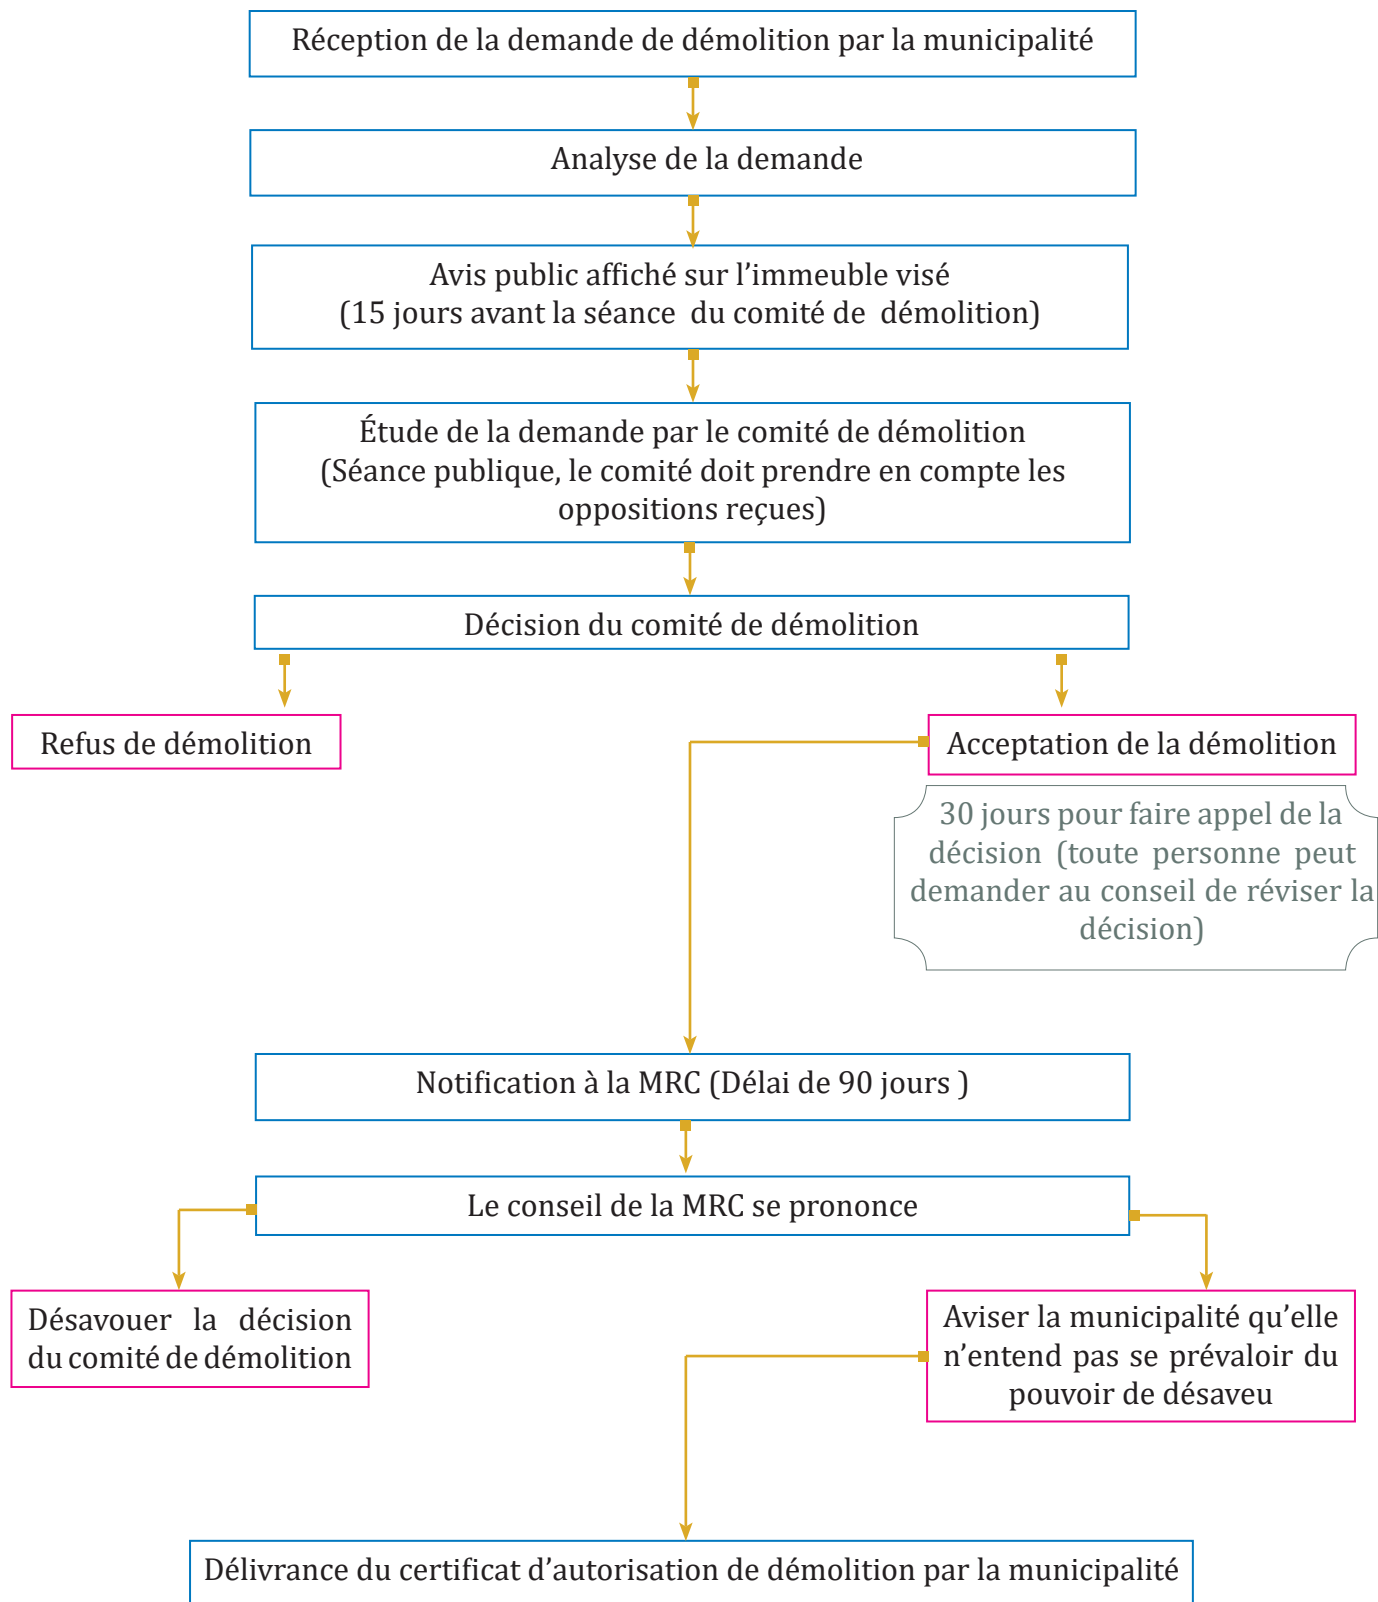 Réception de la demande de démolition par la municipalité
Analyse de la demande
Avis public affiché sur l’immeuble visé
(15 jours avant la séance du comité de démolition)
Étude de la demande par le comité de démolition
(Séance publique, le comité doit prendre en compte les
oppositions reçues)
Décision du comité de démolition
Refus de démolition
Acceptation de la démolition
30 jours pour faire appel de la
décision (toute personne peut
demander au conseil de réviser la
décision)
Notification à la MRC (Délai de 90 jours )
Le conseil de la MRC se prononce
Désavouer la décision
du comité de démolition
Aviser la municipalité qu’elle
n’entend pas se prévaloir du
pouvoir de désaveu
Délivrance du certificat d’autorisation de démolition par la municipalité